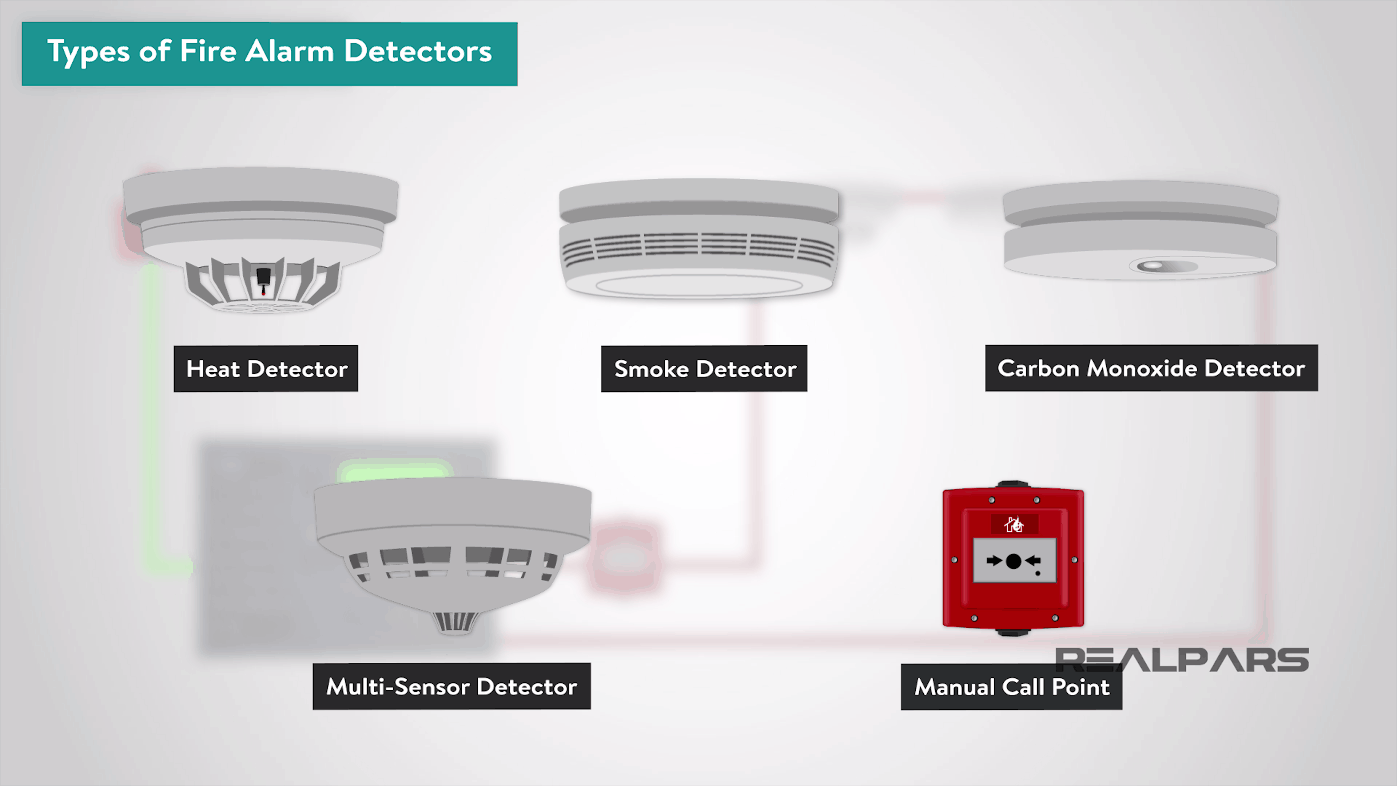 Types of Fire Alarm Detectors
Heat Detector
Smoke Detector
Carbon Monoxide Detector
Multi-Sensor Detector
REALPARS
Manual Call Point